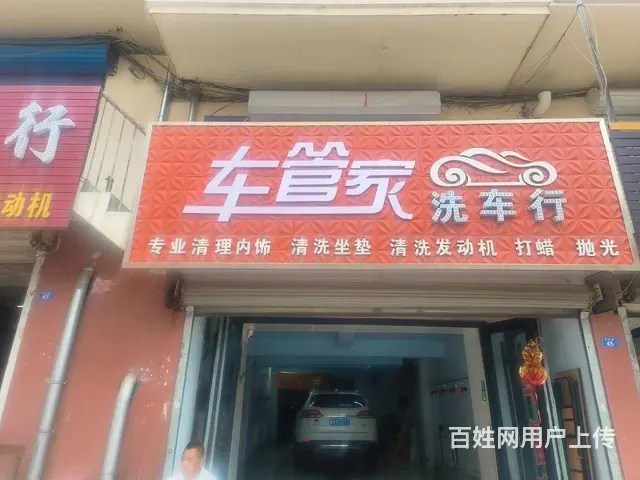 行
动机
车管家 洗车行
专业清理内饰 清洗坐垫 清洗发动机 打蜡 抛光
45
百姓网用户上传